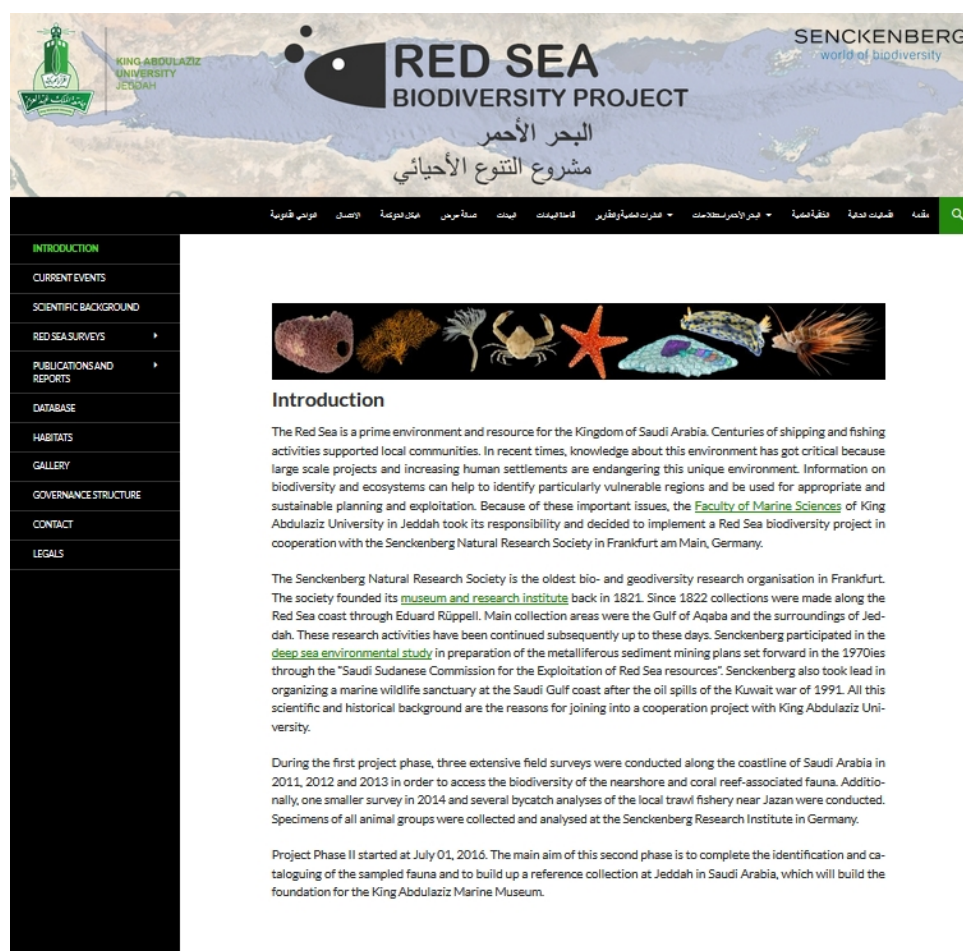 KING ABDULAZIZ
UNIVERSITY
JEDDAH
RED SEA
BIODIVERSITY PROJECT
البحر الأحمر
مشروع التنوع الأحيائي
SENCKENBERG
world of biodiversity
مقدمة
INTRODUCTION
CURRENT EVENTS
SCIENTIFIC BACKGROUND
RED SEA SURVEYS
PUBLICATIONS AND
REPORTS
DATABASE
HABITATS
GALLERY
GOVERNANCE STRUCTURE
CONTACT
LEGALS
Introduction
The Red Sea is a prime environment and resource for the Kingdom of Saudi Arabia. Centuries of shipping and fishing
activities supported local communities. In recent times, knowledge about this environment has got critical because
large scale projects and increasing human settlements are endangering this unique environment. Information on
biodiversity and ecosystems can help to identify particularly vulnerable regions and be used for appropriate and
sustainable planning and exploitation. Because of these important issues, the Faculty of Marine Sciences of King
Abdulaziz University in Jeddah took its responsibility and decided to implement a Red Sea biodiversity project in
cooperation with the Senckenberg Natural Research Society in Frankfurt am Main, Germany.
The Senckenberg Natural Research Society is the oldest bio- and geodiversity research organisation in Frankfurt.
The society founded its museum and research institute back in 1821. Since 1822 collections were made along the
Red Sea coast through Eduard Rüppell. Main collection areas were the Gulf of Aqaba and the surroundings of Jed-
dah. These research activities have been continued subsequently up to these days. Senckenberg participated in the
deep sea environmental study in preparation of the metalliferous sediment mining plans set forward in the 1970ies
through the "Saudi Sudanese Commission for the Exploitation of Red Sea resources". Senckenberg also took lead in
organizing a marine wildlife sanctuary at the Saudi Gulf coast after the oil spills of the Kuwait war of 1991. All this
scientific and historical background are the reasons for joining into a cooperation project with King Abdulaziz Uni-
versity.
During the first project phase, three extensive field surveys were conducted along the coastline of Saudi Arabia in
2011, 2012 and 2013 in order to access the biodiversity of the nearshore and coral reef-associated fauna. Additio-
nally, one smaller survey in 2014 and several bycatch analyses of the local trawl fishery near Jazan were conducted.
Specimens of all animal groups were collected and analysed at the Senckenberg Research Institute in Germany.
Project Phase II started at July 01, 2016. The main aim of this second phase is to complete the identification and ca-
taloguing of the sampled fauna and to build up a reference collection at Jeddah in Saudi Arabia, which will build the
foundation for the King Abdulaziz Marine Museum.